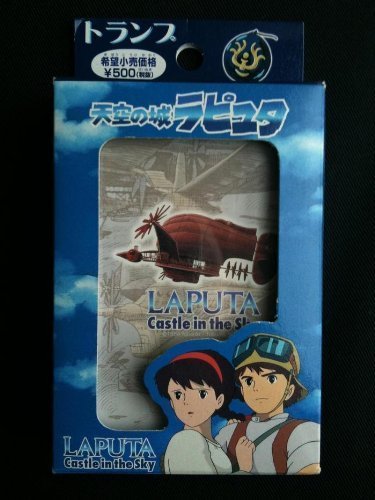 トランプ
希望小売価格
¥500(税抜)
天空の城ラピュタ
LAPUTA
Castle in the Sky
LAPUTA
Castle in the Sky